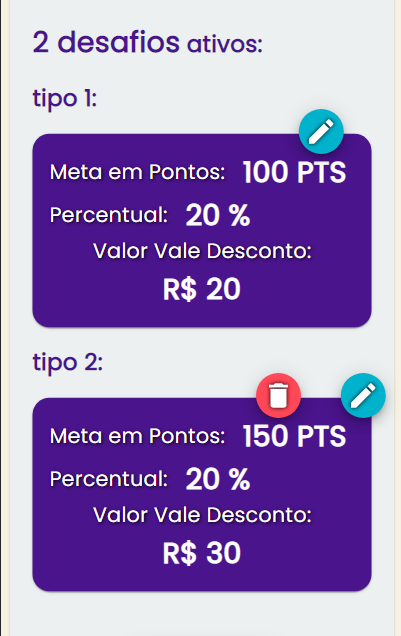 2 desafios ativos:
tipo 1:
Meta em Pontos: 100 PTS
Percentual: 20 %
Valor Vale Desconto:
R$ 20
tipo 2:
Meta em Pontos: 150 PTS
Percentual: 20 %
Valor Vale Desconto:
R$ 30